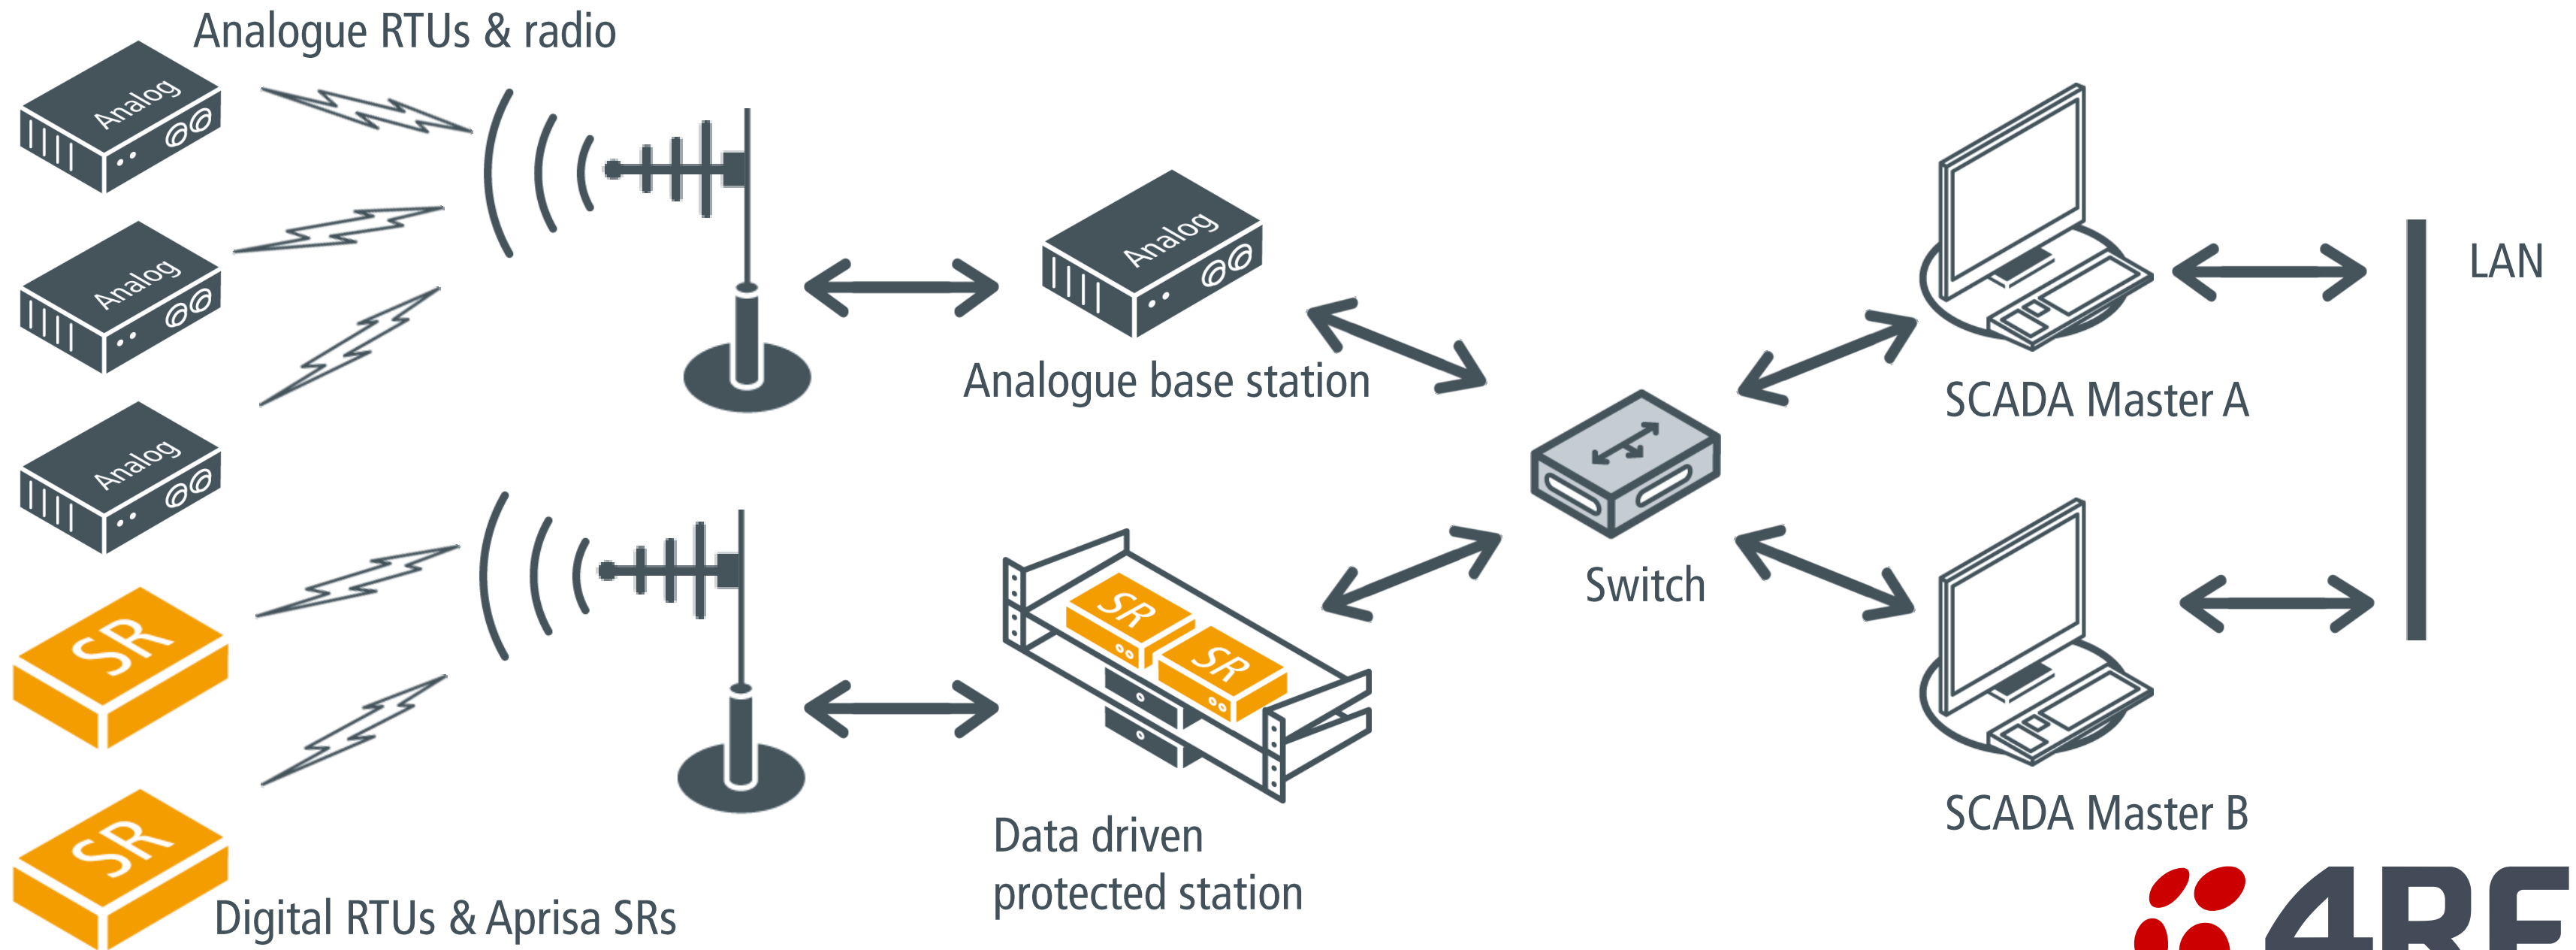 Analogue RTUs & radio
Analog
Analog
Analog
Analog
Analogue base station
LAN
SCADA Master A
Switch
SR
SR
SR
SR
Digital RTUs & Aprisa SRs
Data driven
protected station
SCADA Master B
4RF